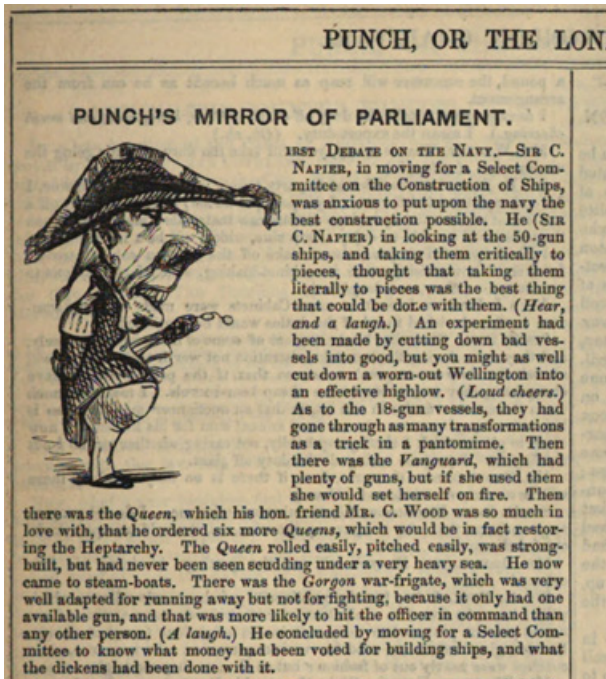 PUNCH, OR THE LON
PUNCH'S MIRROR OF PARLIAMENT.
IRST DEBATE ON THE NAVY.—SIR C.
NAPIER, in moving for a Select Com-
mittee on the Construction of Ships,
was anxious to put upon the navy the
best construction possible. He (SIR
C. NAPIER) in looking at the 50-gun
ships, and taking them critically to
pieces, thought that taking them
literally to pieces was the best thing
that could be done with them. (Hear,
and a laugh.) An experiment had
been made by cutting down bad ves-
sels into good, but you might as well
cut down a worn-out Wellington into
an effective highlow. (Loud cheers.)
As to the 18-gun vessels, they had
gone through as many transformations
as a trick in a pantomime. Then
there was the Vanguard, which had
plenty of guns, but if she used them
she would set herself on fire. Then
there was the Queen, which his hon. friend MR. C. WOOD was so much in
love with, that he ordered six more Queens, which would be in fact restor-
ing the Heptarchy. The Queen rolled easily, pitched easily, was strong-
built, but had never been seen scudding under a very heavy sea. He now
came to steam-boats. There was the Gorgon war-frigate, which was very
well adapted for running away but not for fighting, because it only had one
available gun, and that was more likely to hit the officer in command than
any other person. (A laugh.) He concluded by moving for a Select Com-
mittee to know what money had been voted for building ships, and what
the dickens had been done with it.